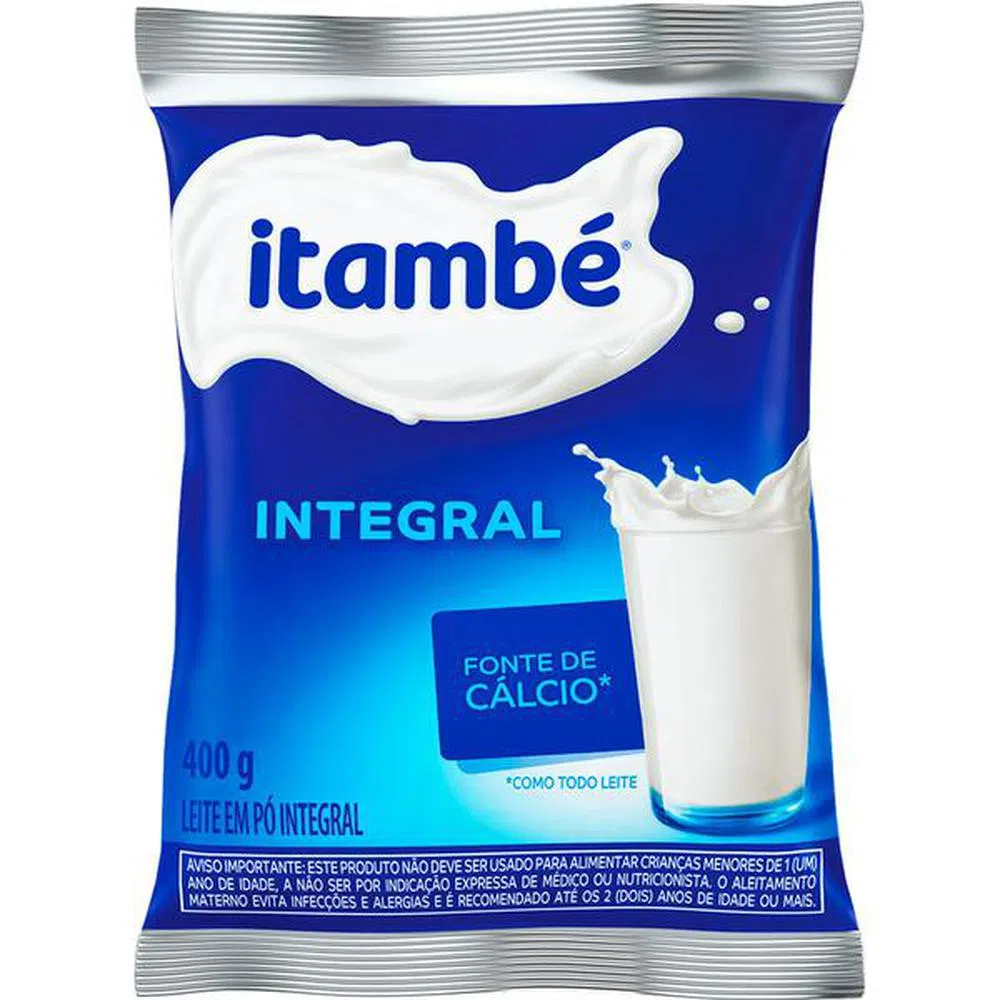 itambé®
INTEGRAL
FONTE DE
CÁLCIO*
*COMO TODO LEITE
400 g
LEITE EM PÓ INTEGRAL
AVISO IMPORTANTE: ESTE PRODUTO NÃO DEVE SER USADO PARA ALIMENTAR CRIANÇAS MENORES DE 1 (UM)
ANO DE IDADE, A NÃO SER POR INDICAÇÃO EXPRESSA DE MÉDICO OU NUTRICIONISTA. O ALEITAMENTO
MATERNO EVITA INFECÇÕES E ALERGIAS E É RECOMENDADO ATÉ OS 2 (DOIS) ANOS DE IDADE OU MAIS.